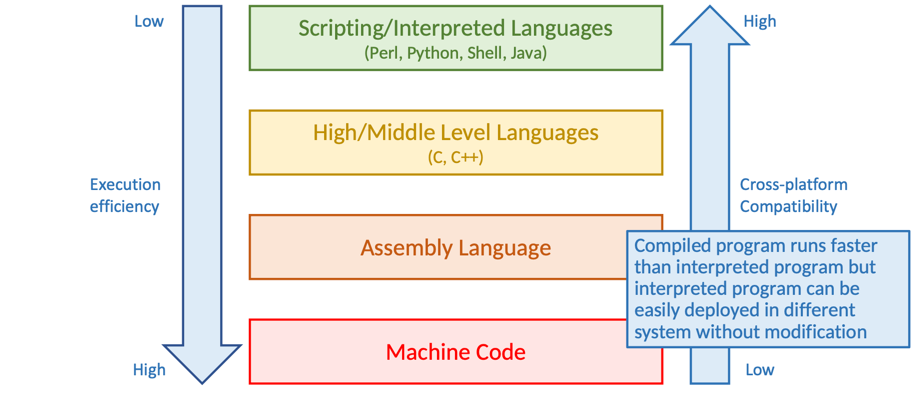 Low
Scripting/Interpreted Languages
(Perl, Python, Shell, Java)
High
High/Middle Level Languages
(C, C++)
Execution
efficiency
Cross-platform
Compatibility
Assembly Language
Compiled program runs faster
than interpreted program but
interpreted program can be
easily deployed in different
system without modification
Machine Code
High
Low